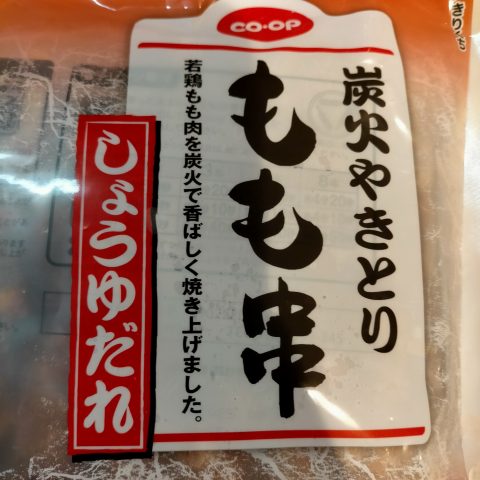 CO・OP
炭火やきとり
もも串
若鶏もも肉を炭火で香ばしく焼き上げました。
しょうゆだれ